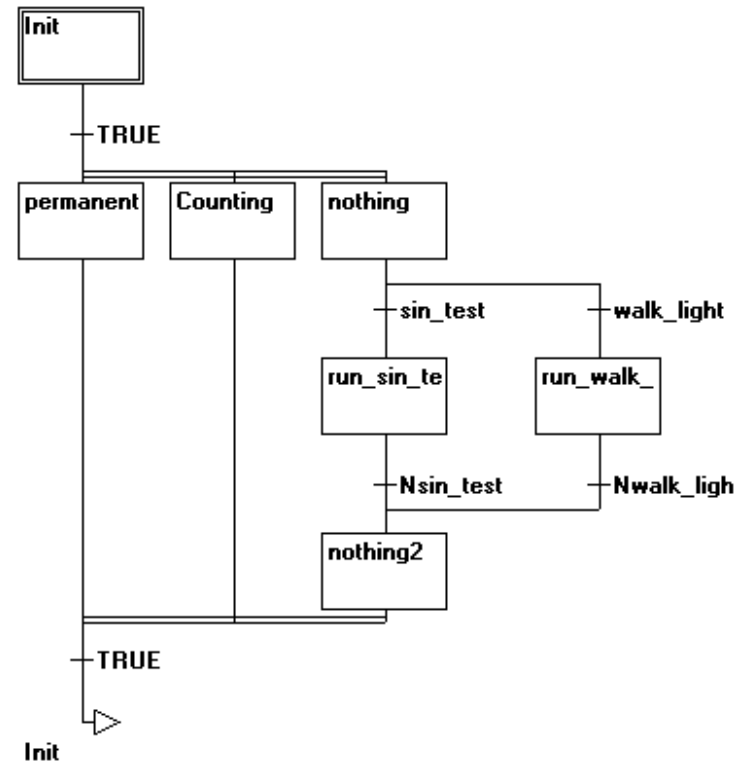 Init
TRUE
permanent Counting nothing
sin_test walk_light
run_sin_te run_walk_
Nsin_test Nwalk_ligh
nothing2
TRUE
Init